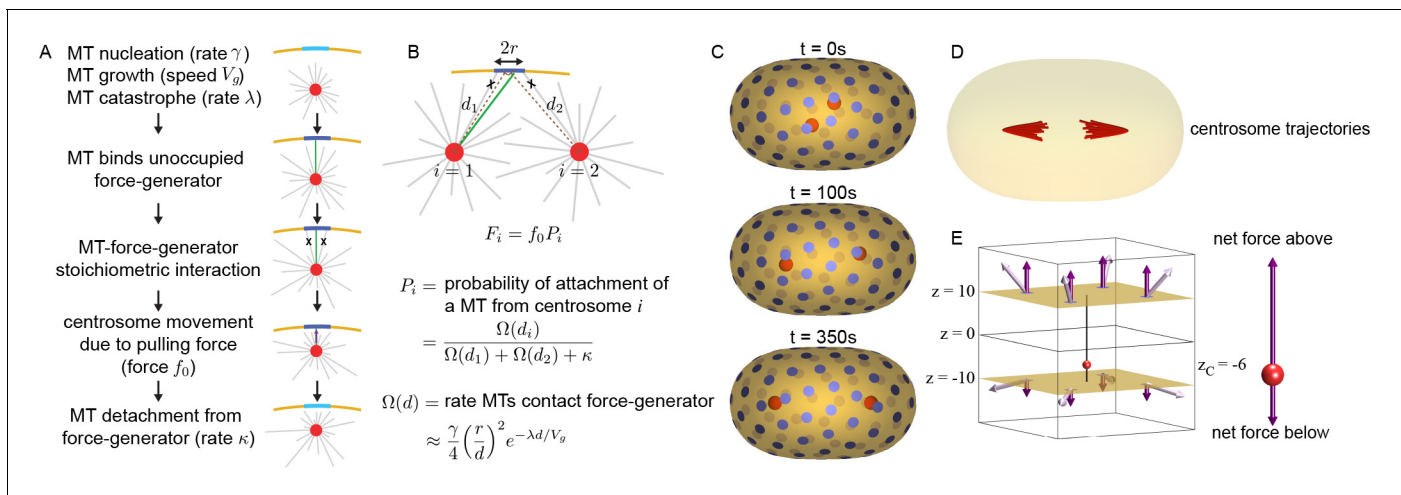 A
MT nucleation (rate γ)
MT growth (speed V_g)
MT catastrophe (rate λ)
MT binds unoccupied
force-generator
MT-force-generator
stoichiometric interaction
x x
centrosome movement
due to pulling force
(force f_0)
MT detachment from
force-generator (rate κ)
B
2r
x x
d_1 d_2
i = 1 i = 2
F_i = f_0 P_i
P_i = probability of attachment of
a MT from centrosome i
= Ω(d_i) / (Ω(d_1) + Ω(d_2) + κ)
Ω(d) = rate MTs contact force-generator
≈ γ/4 (r/d)^2 e^{-λd/V_g}
C
t = 0s
t = 100s
t = 350s
D
centrosome trajectories
E
z = 10
z = 0
z = -10
net force above
z_C = -6
net force below